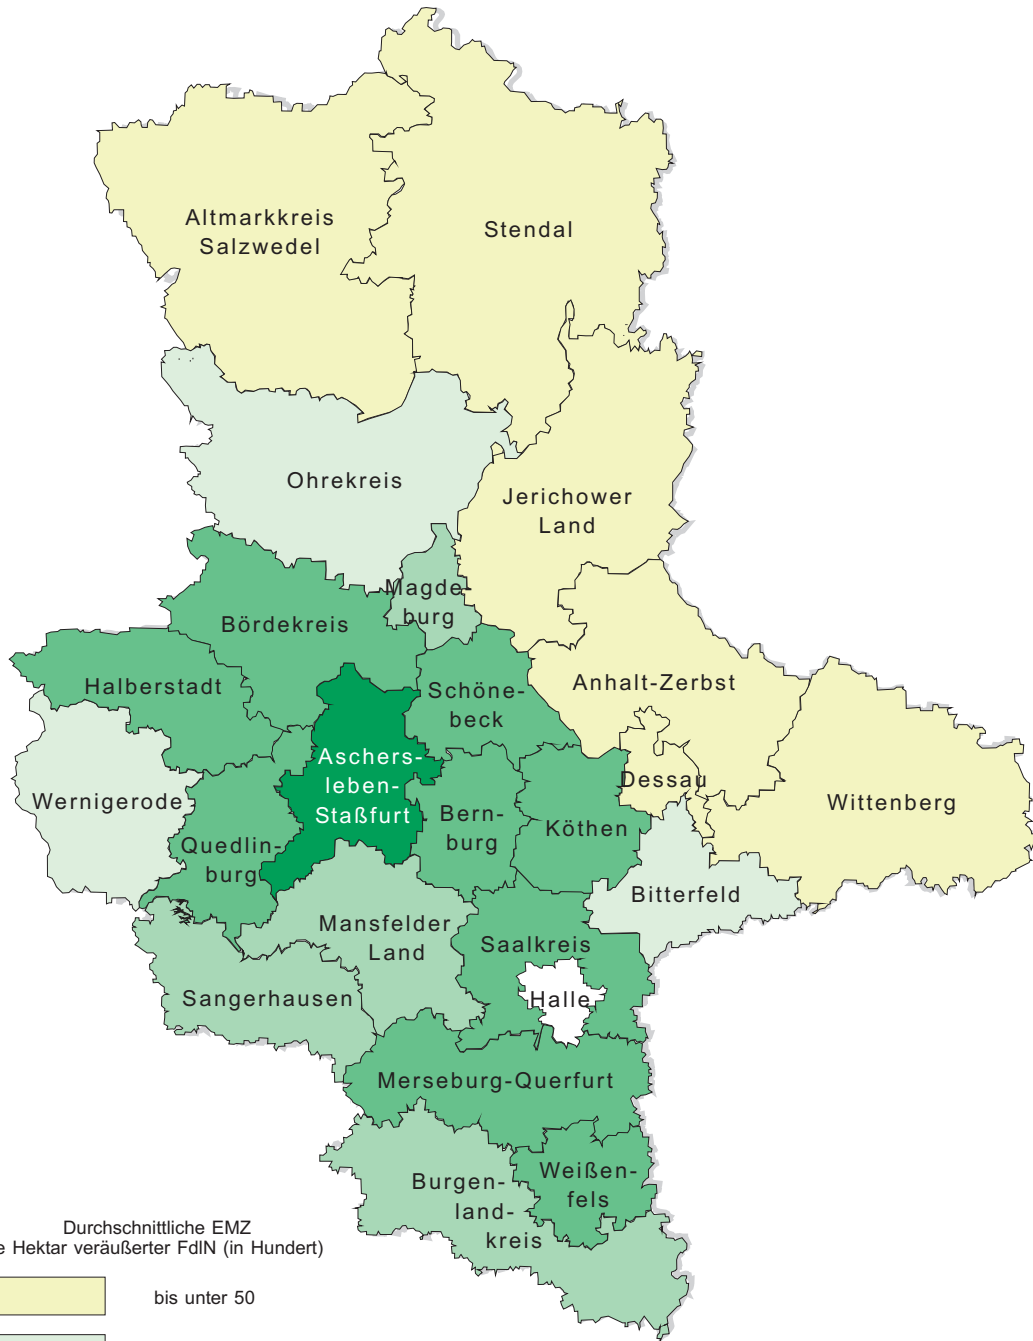 Altmarkkreis
Salzwedel
Stendal
Ohrekreis
Jerichower
Land
Magde-
burg
Bördekreis
Halberstadt
Schöne-
beck
Anhalt-Zerbst
Aschers-
leben-
Staßfurt
Dessau
Wernigerode
Wittenberg
Bern-
burg
Köthen
Quedlin-
burg
Bitterfeld
Mansfelder
Land
Saalkreis
Sangerhausen
Halle
Merseburg-Querfurt
Weißen-
fels
Burgen-
land-
kreis
Durchschnittliche EMZ
e Hektar veräußerter FdlN (in Hundert)
bis unter 50